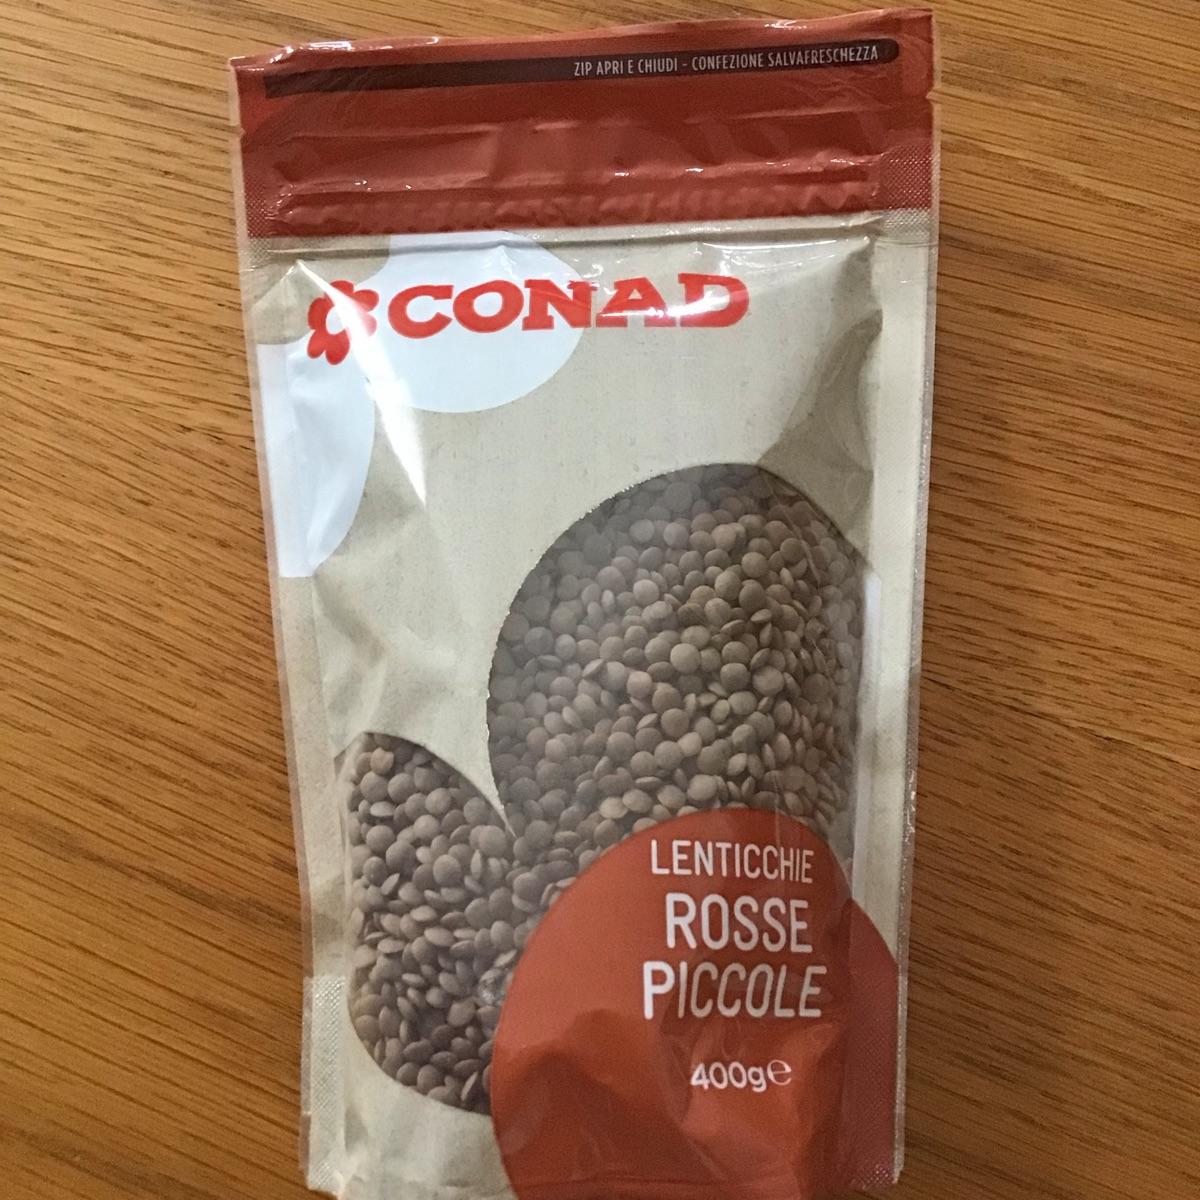 ZIP APRI E CHIUDI - CONFEZIONE SALVAFRESCHEZZA
CONAD
LENTICCHIE
ROSSE
PICCOLE
400g℮